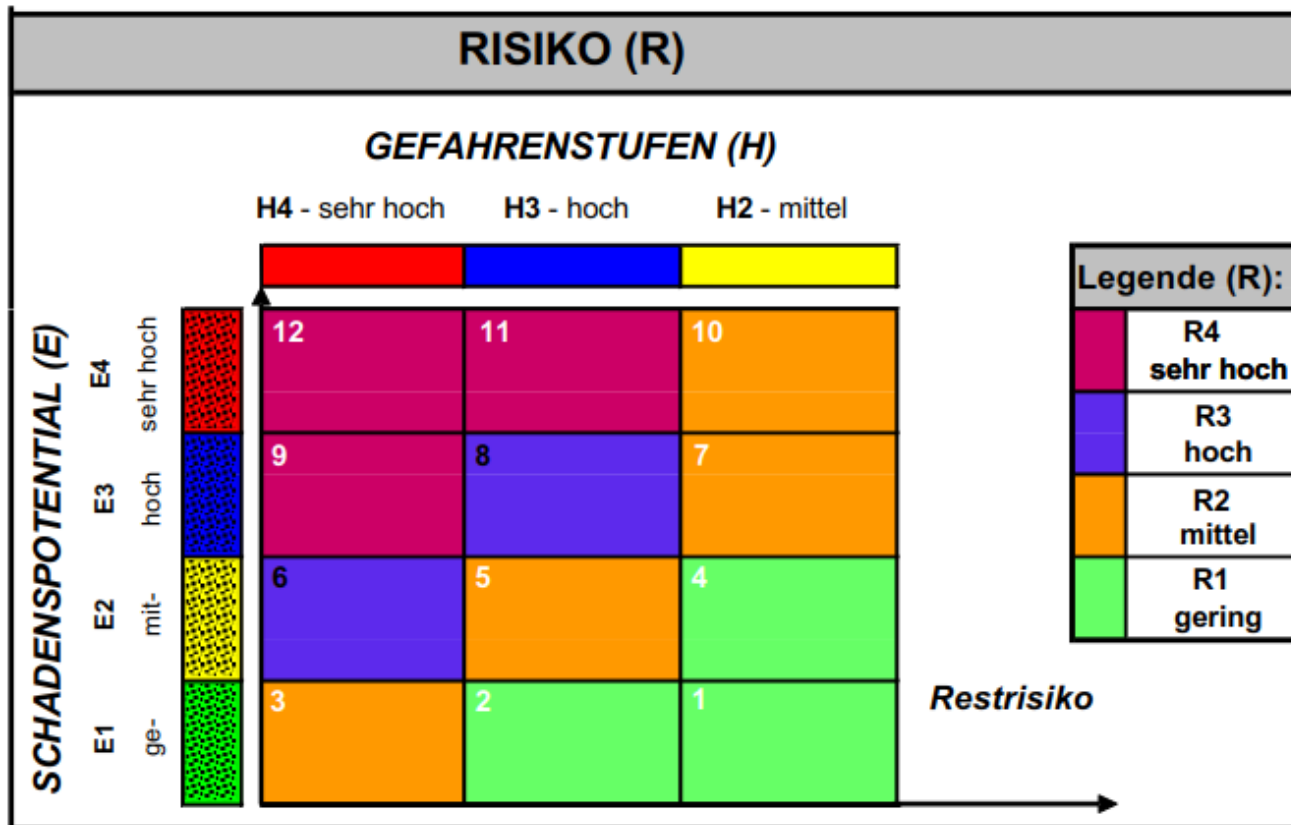 RISIKO (R)
GEFAHRENSTUFEN (H)
H4 - sehr hoch H3 - hoch H2 - mittel
SCHADENSPOTENTIAL (E)
E4 sehr hoch
E3 hoch
E2 mit-
E1 ge-
12 11 10
9 8 7
6 5 4
3 2 1
Restrisiko
Legende (R):
R4
sehr hoch
R3
hoch
R2
mittel
R1
gering